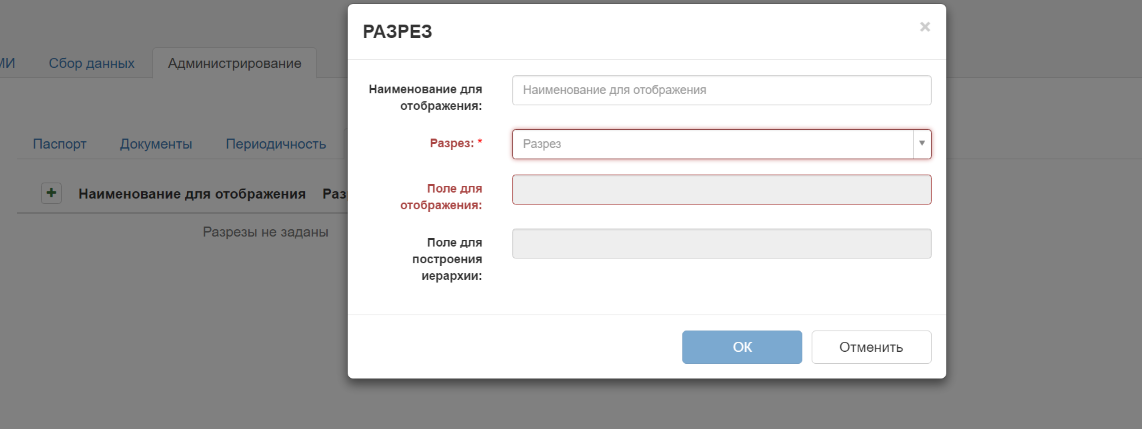 РАЗРЕЗ
×
МИ
Сбор данных
Администрирование
Наименование для
отображения:
Наименование для отображения
Разрез: *
Разрез
Паспорт
Документы
Периодичность
Поле для
отображения:
Наименование для отображения
Раз
Разрезы не заданы
Поле для
построения
иерархии:
ОК
Отменить